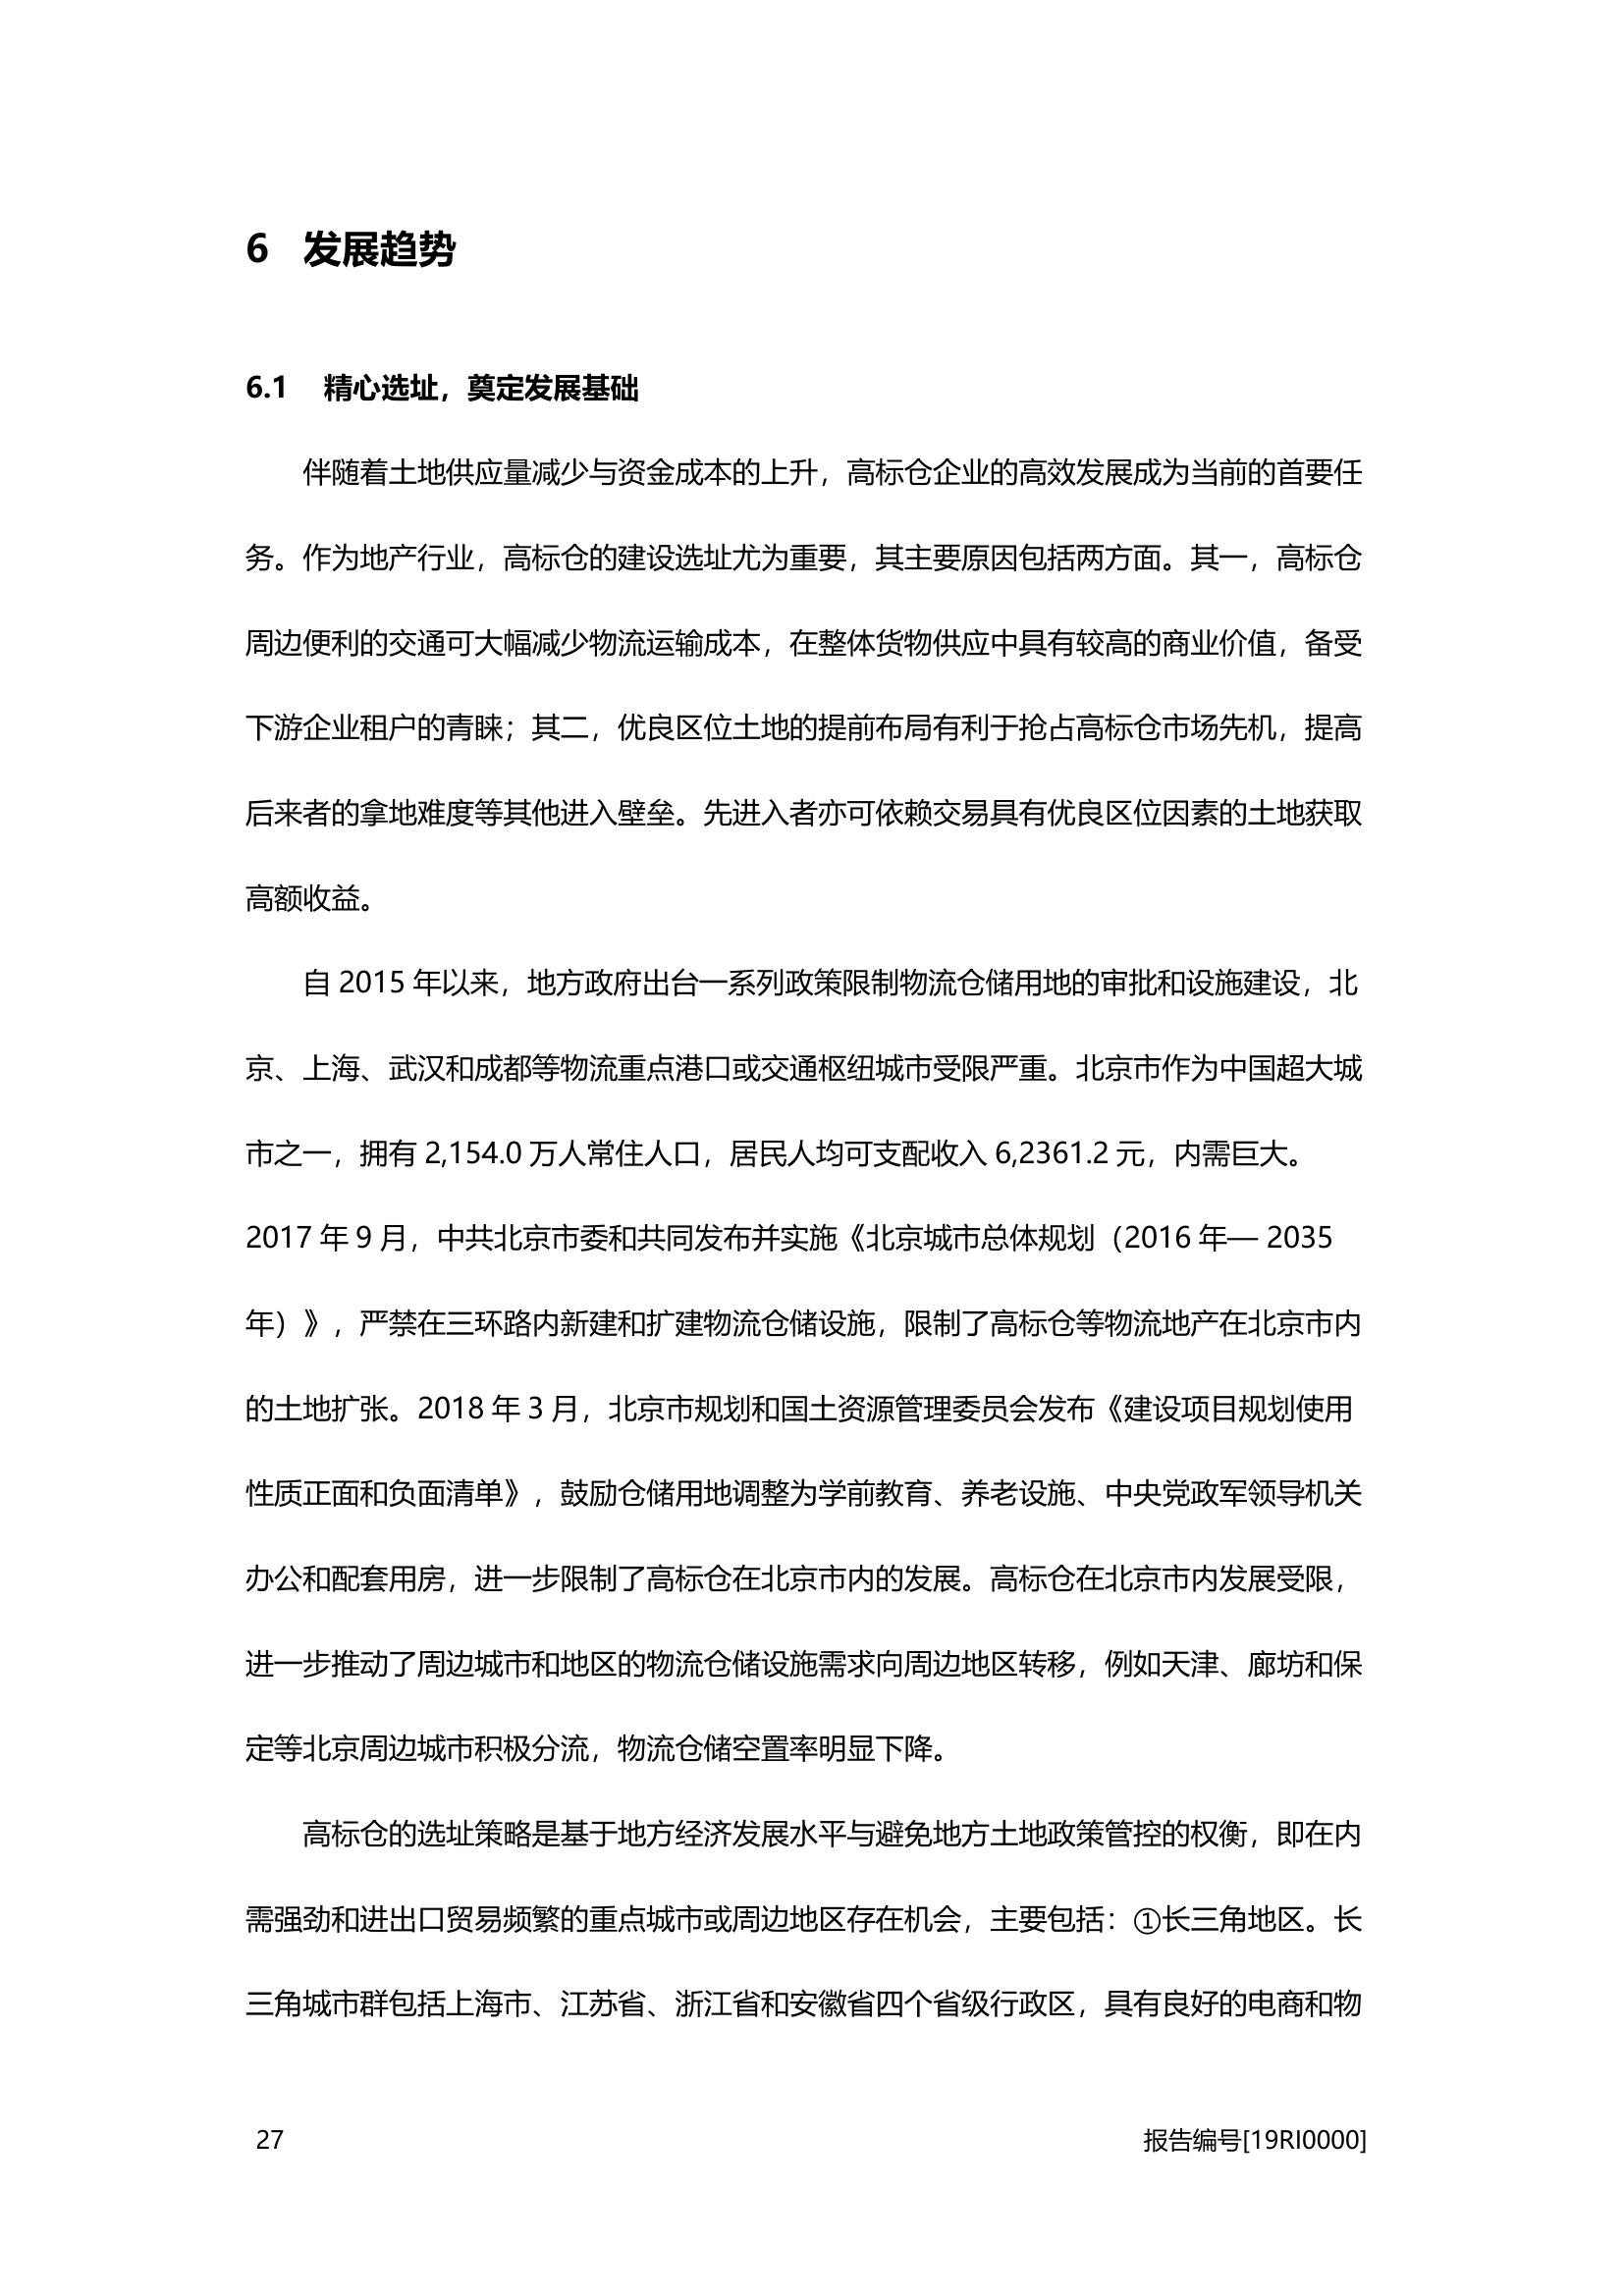 6 发展趋势
6.1 精心选址，奠定发展基础
伴随着土地供应量减少与资金成本的上升，高标仓企业的高效发展成为当前的首要任
务。作为地产行业，高标仓的建设选址尤为重要，其主要原因包括两方面。其一，高标仓
周边便利的交通可大幅减少物流运输成本，在整体货物供应中具有较高的商业价值，备受
下游企业租户的青睐；其二，优良区位土地的提前布局有利于抢占高标仓市场先机，提高
后来者的拿地难度等其他进入壁垒。先进入者亦可依赖交易具有优良区位因素的土地获取
高额收益。
自 2015 年以来，地方政府出台一系列政策限制物流仓储用地的审批和设施建设，北
京、上海、武汉和成都等物流重点港口或交通枢纽城市受限严重。北京市作为中国超大城
市之一，拥有 2,154.0 万人常住人口，居民人均可支配收入 6,2361.2 元，内需巨大。
2017 年 9 月，中共北京市委和共同发布并实施《北京城市总体规划（2016 年— 2035
年）》，严禁在三环路内新建和扩建物流仓储设施，限制了高标仓等物流地产在北京市内
的土地扩张。2018 年 3 月，北京市规划和国土资源管理委员会发布《建设项目规划使用
性质正面和负面清单》，鼓励仓储用地调整为学前教育、养老设施、中央党政军领导机关
办公和配套用房，进一步限制了高标仓在北京市内的发展。高标仓在北京市内发展受限，
进一步推动了周边城市和地区的物流仓储设施需求向周边地区转移，例如天津、廊坊和保
定等北京周边城市积极分流，物流仓储空置率明显下降。
高标仓的选址策略是基于地方经济发展水平与避免地方土地政策管控的权衡，即在内
需强劲和进出口贸易频繁的重点城市或周边地区存在机会，主要包括：①长三角地区。长
三角城市群包括上海市、江苏省、浙江省和安徽省四个省级行政区，具有良好的电商和物
27 报告编号[19RI0000]